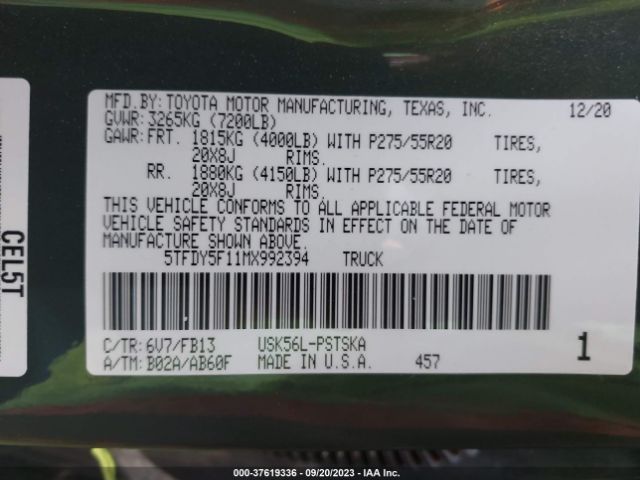 MFD.BY: TOYOTA MOTOR MANUFACTURING, TEXAS, INC. 12/20
GVWR: 3265KG (7200LB)
GAWR: FRT. 1815KG (4000LB) WITH P275/55R20 TIRES,
20X8J RIMS.
RR. 1880KG (4150LB) WITH P275/55R20 TIRES,
20X8J RIMS.
THIS VEHICLE CONFORMS TO ALL APPLICABLE FEDERAL MOTOR
VEHICLE SAFETY STANDARDS IN EFFECT ON THE DATE OF
MANUFACTURE SHOWN ABOVE.
5TFDY5F11MX992394 TRUCK
C/TR: 6V7/FB13 USK56L-PSTSKA
A/TM: B02A/AB60F MADE IN U.S.A. 457 1
CEL5T
000-37619336 - 09/20/2023 - IAA Inc.